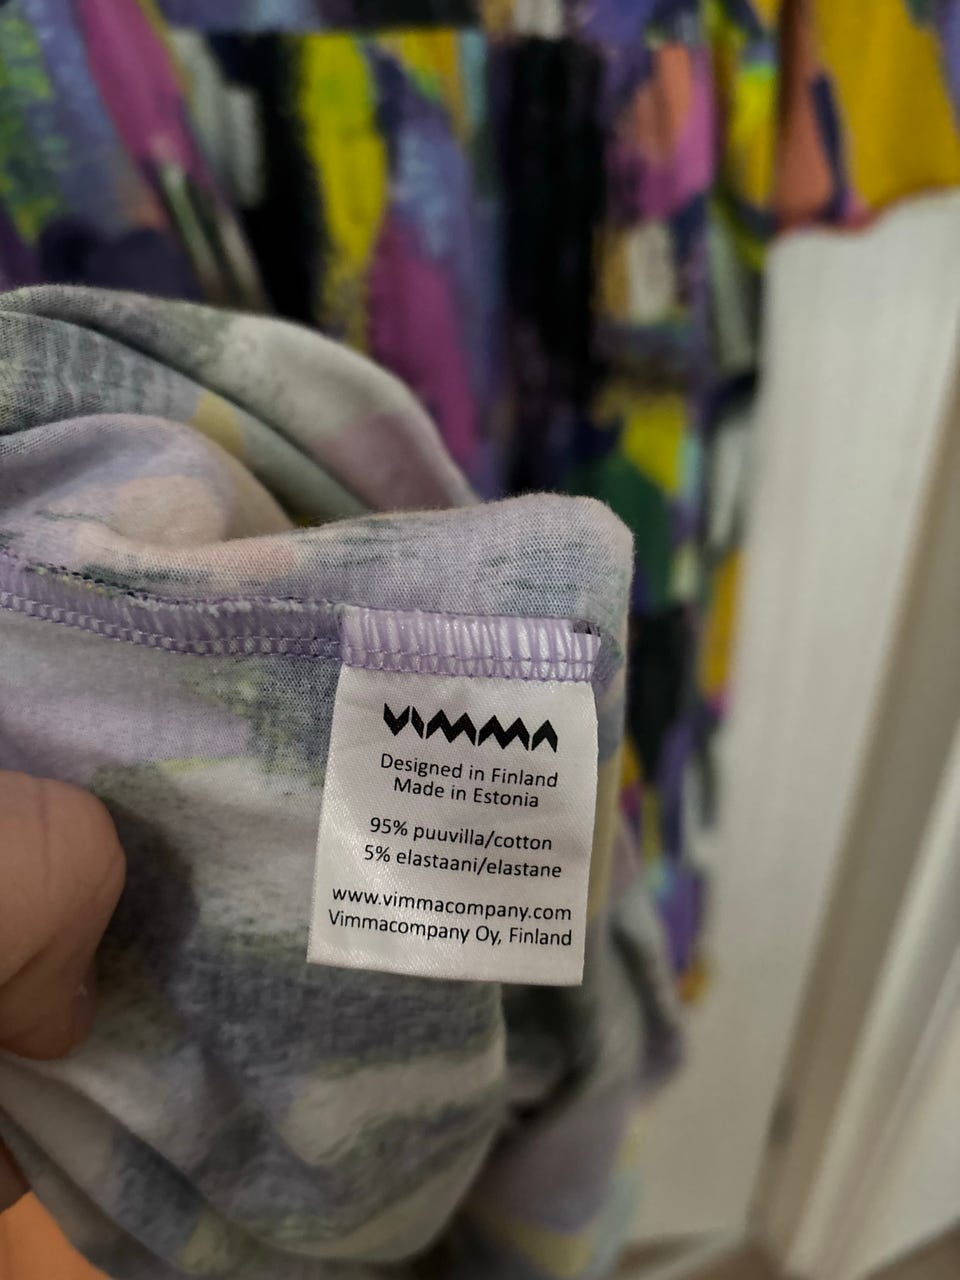 VIMMA
Designed in Finland
Made in Estonia
95% puuvilla/cotton
5% elastaani/elastane
www.vimmacompany.com
Vimmacompany Oy, Finland